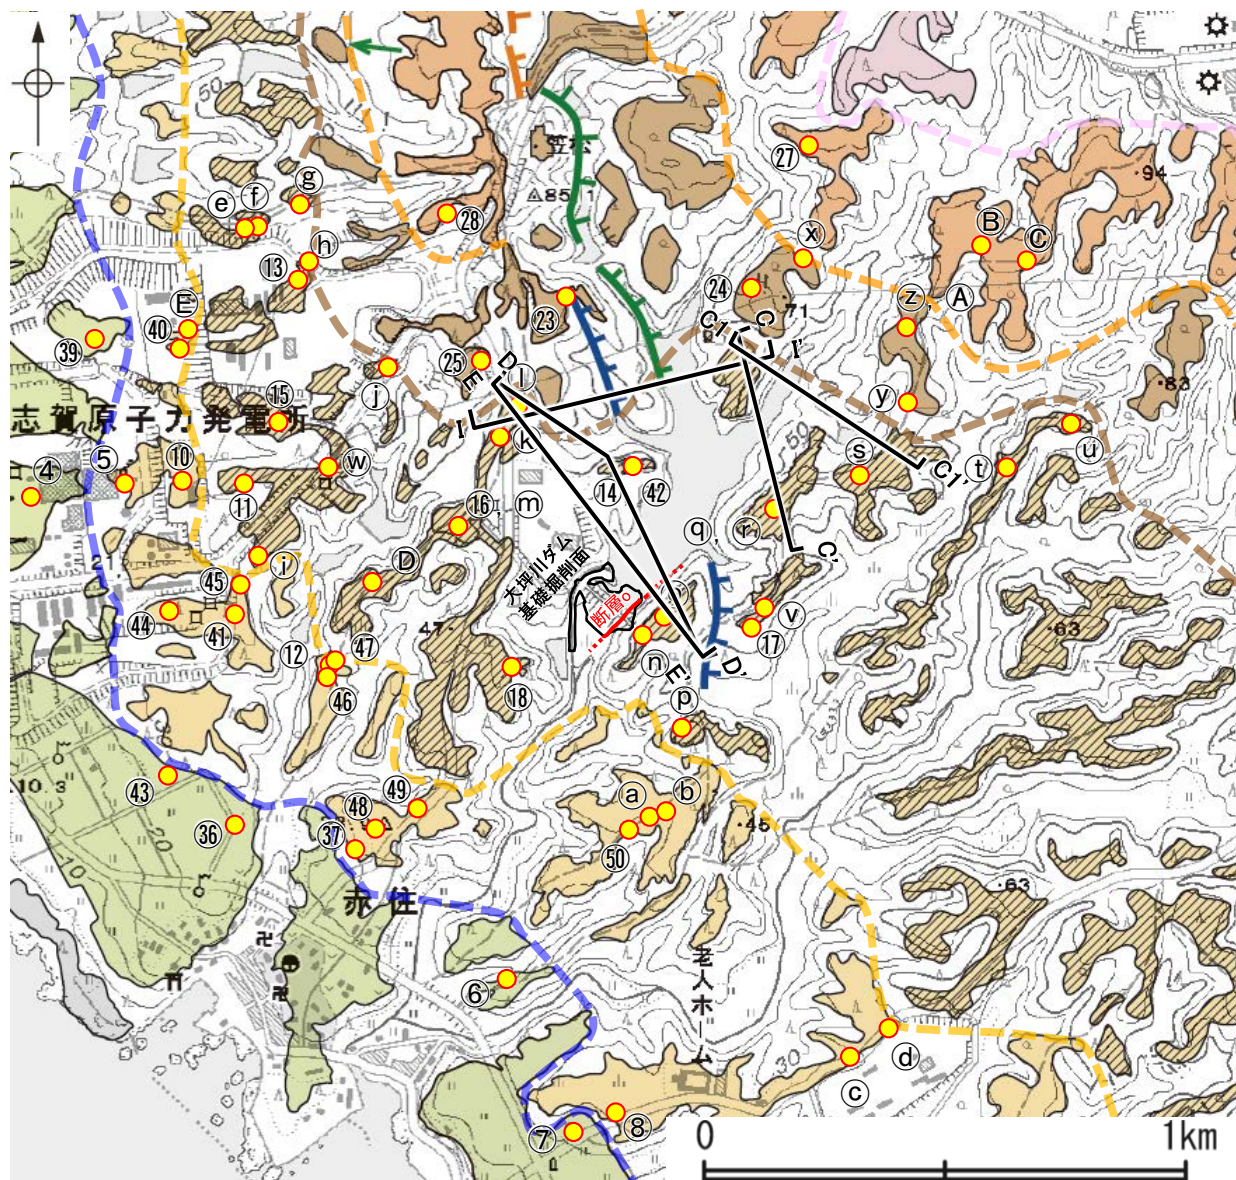 50
笠松
△85.1
94
27
e
f
g
28
x
B
C
h
13
24
71
E
40
39
23
z,
A
C1
C
I'
25
D
E
l
83
j
I
k
y
15
志賀原子力発電所
50
u
w
s
C1'
t
4
5
10
11
14
42
16,
m
q,
r
21
i
大坪川ダム
基礎掘削面
C'
D
45
断層o
44
41
47
v
17
63
n
12
47
46
18
D'
E'
p
43
10.3
20
10
36
49
48
a
b
45
37
50
赤住
63
老人ホーム
6
30
d
c
8
7
0
1km